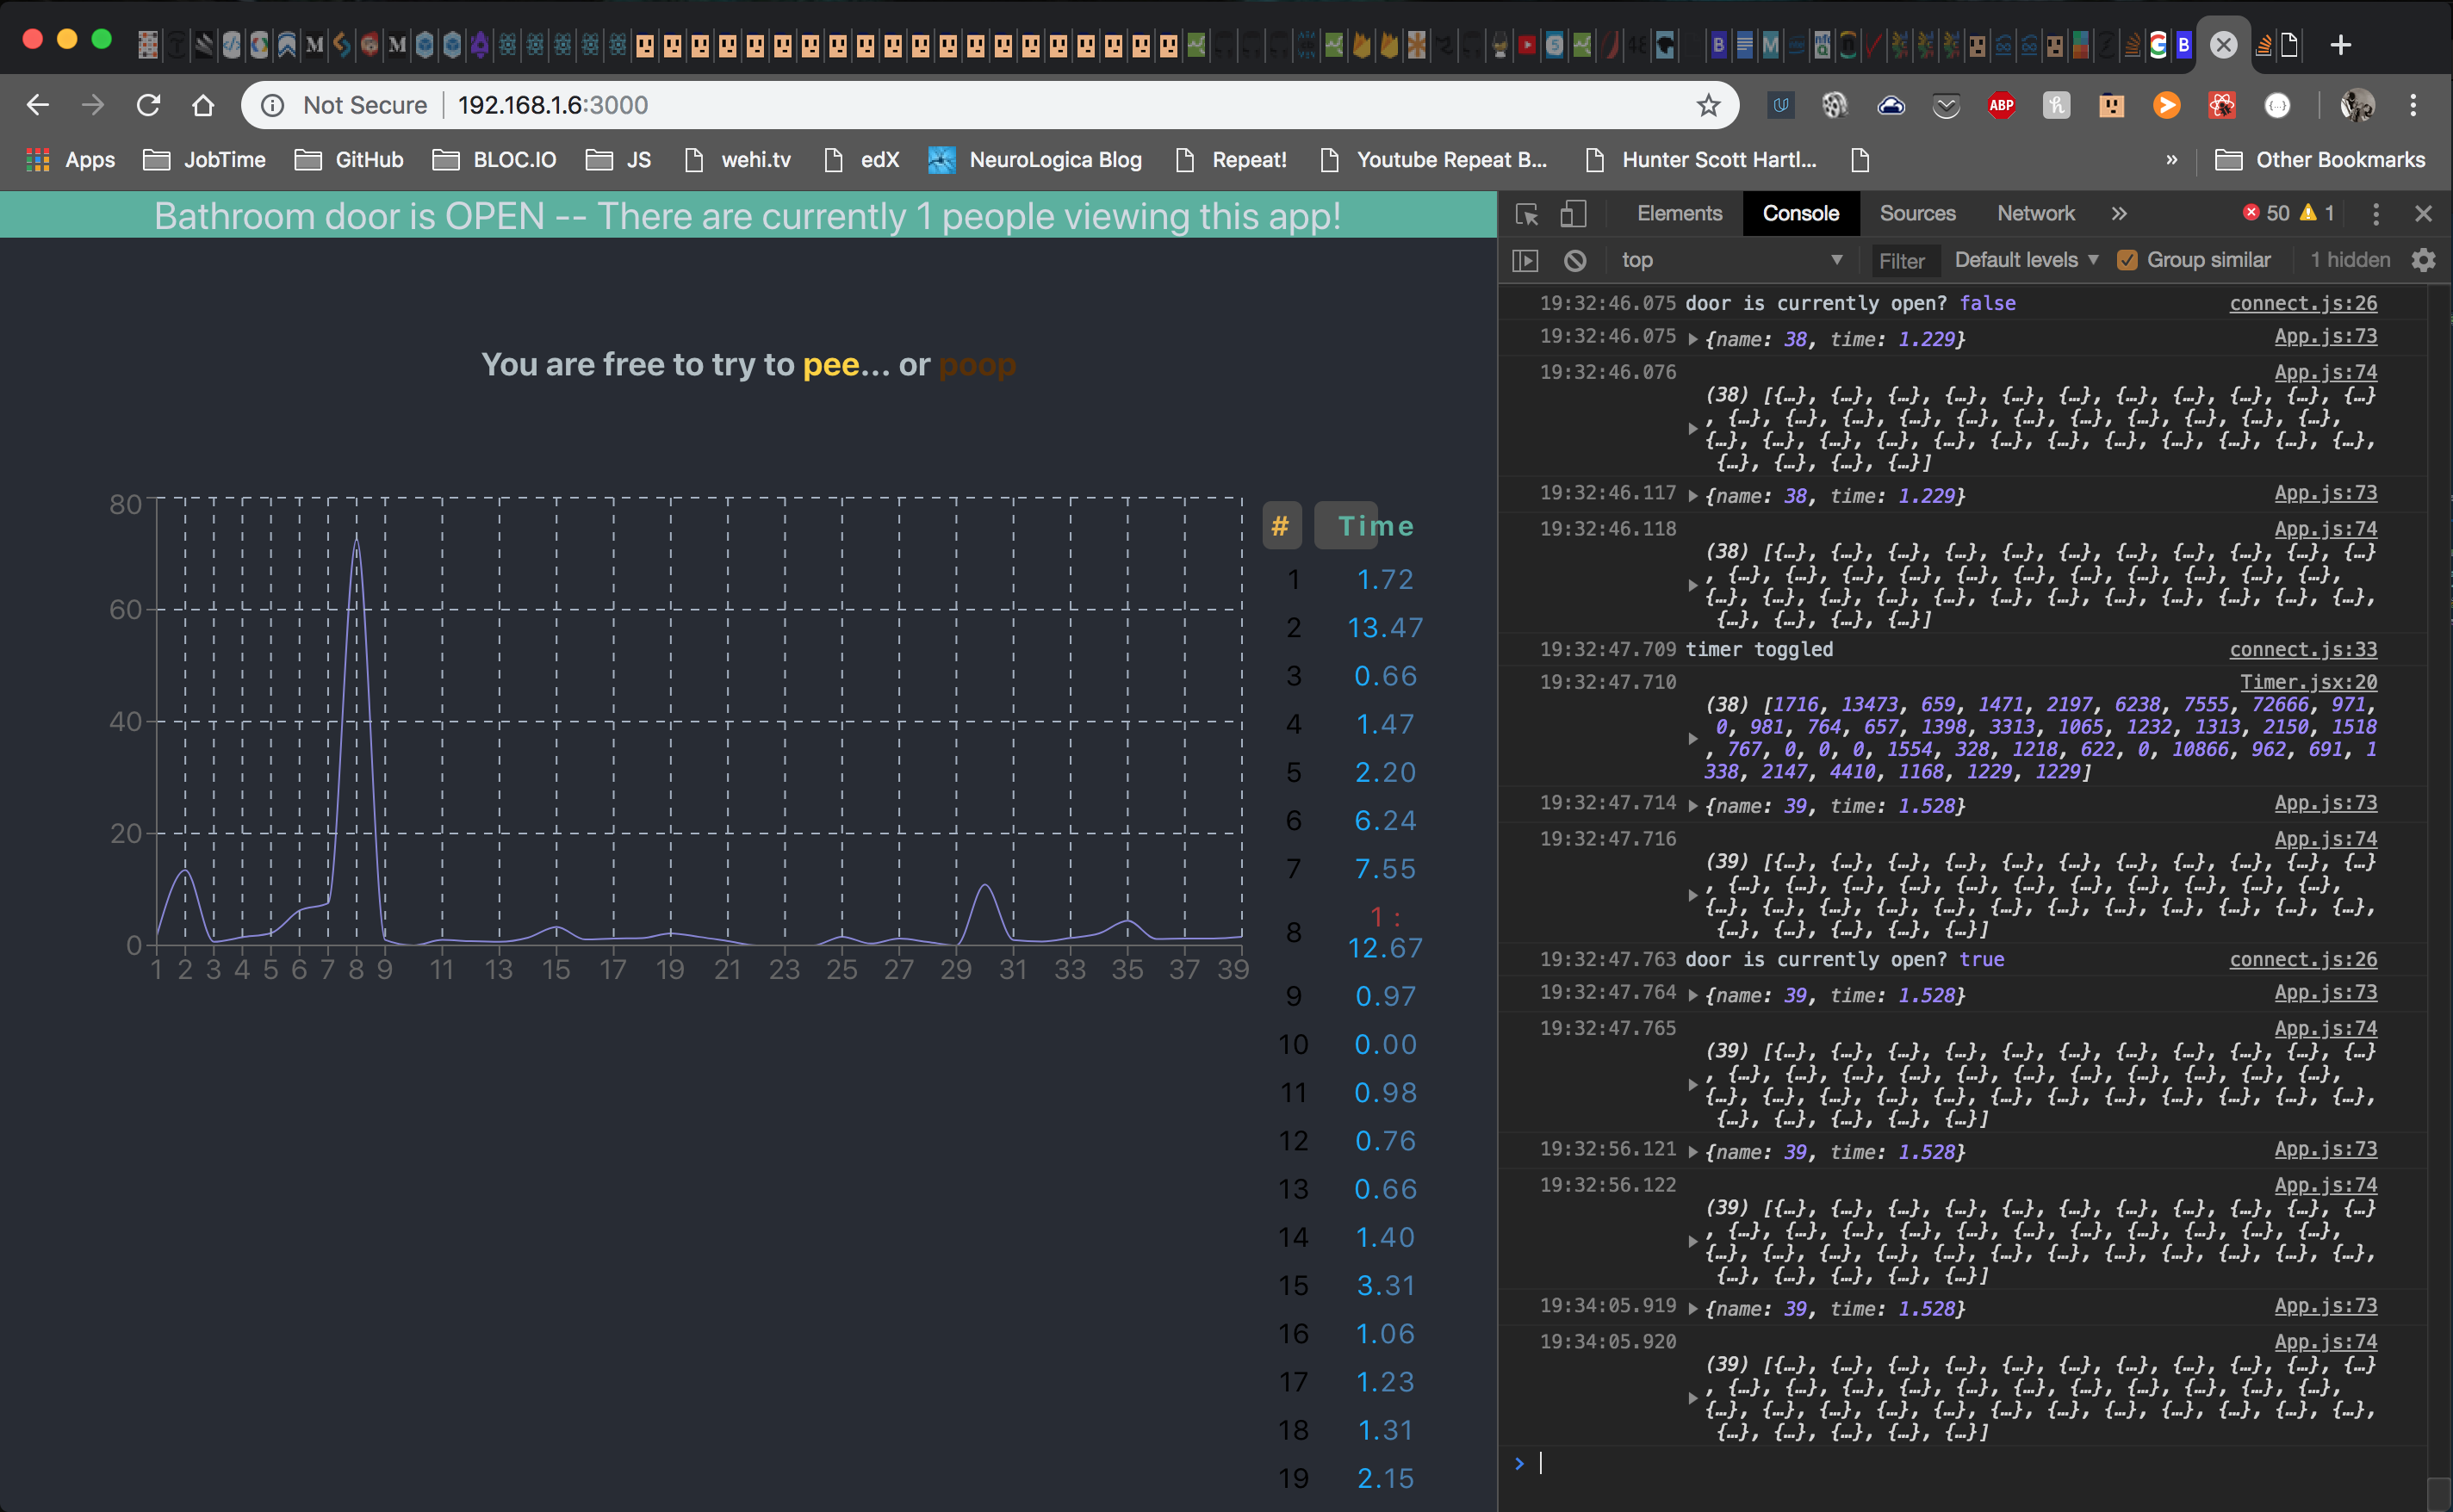 Not Secure
192.168.1.6:3000
ABP
Apps
JobTime
GitHub
BLOC.IO
JS
wehi.tv
edX
NeuroLogica Blog
Repeat!
Youtube Repeat B...
Hunter Scott Hartl...
»
Other Bookmarks
Bathroom door is OPEN -- There are currently 1 people viewing this app!
You are free to try to pee... or poop
80
60
40
20
0
1 2 3 4 5 6 7 8 9 11 13 15 17 19 21 23 25 27 29 31 33 35 37 39
# Time
1 1.72
2 13.47
3 0.66
4 1.47
5 2.20
6 6.24
7 7.55
8 1 : 12.67
9 0.97
10 0.00
11 0.98
12 0.76
13 0.66
14 1.40
15 3.31
16 1.06
17 1.23
18 1.31
19 2.15
Elements Console Sources Network » 50 1
top Filter Default levels Group similar 1 hidden
19:32:46.075 door is currently open? false connect.js:26
19:32:46.075 {name: 38, time: 1.229} App.js:73
19:32:46.076 App.js:74
(38) [{…}, {…}, {…}, {…}, {…}, {…}, {…}, {…}, {…}, {…}, {…}
, {…}, {…}, {…}, {…}, {…}, {…}, {…}, {…}, {…}, {…}, {…},
{…}, {…}, {…}, {…}, {…}, {…}, {…}, {…}, {…}, {…}, {…}, {…},
{…}, {…}, {…}, {…}]
19:32:46.117 {name: 38, time: 1.229} App.js:73
19:32:46.118 App.js:74
(38) [{…}, {…}, {…}, {…}, {…}, {…}, {…}, {…}, {…}, {…}, {…}
, {…}, {…}, {…}, {…}, {…}, {…}, {…}, {…}, {…}, {…}, {…},
{…}, {…}, {…}, {…}, {…}, {…}, {…}, {…}, {…}, {…}, {…}, {…},
{…}, {…}, {…}, {…}]
19:32:47.709 timer toggled connect.js:33
19:32:47.710 Timer.jsx:20
(38) [1716, 13473, 659, 1471, 2197, 6238, 7555, 72666, 971,
0, 981, 764, 657, 1398, 3313, 1065, 1232, 1313, 2150, 1518
, 767, 0, 0, 0, 1554, 328, 1218, 622, 0, 10866, 962, 691, 1
338, 2147, 4410, 1168, 1229, 1229]
19:32:47.714 {name: 39, time: 1.528} App.js:73
19:32:47.716 App.js:74
(39) [{…}, {…}, {…}, {…}, {…}, {…}, {…}, {…}, {…}, {…}, {…}
, {…}, {…}, {…}, {…}, {…}, {…}, {…}, {…}, {…}, {…}, {…},
{…}, {…}, {…}, {…}, {…}, {…}, {…}, {…}, {…}, {…}, {…}, {…},
{…}, {…}, {…}, {…}, {…}]
19:32:47.763 door is currently open? true connect.js:26
19:32:47.764 {name: 39, time: 1.528} App.js:73
19:32:47.765 App.js:74
(39) [{…}, {…}, {…}, {…}, {…}, {…}, {…}, {…}, {…}, {…}, {…}
, {…}, {…}, {…}, {…}, {…}, {…}, {…}, {…}, {…}, {…}, {…},
{…}, {…}, {…}, {…}, {…}, {…}, {…}, {…}, {…}, {…}, {…}, {…},
{…}, {…}, {…}, {…}, {…}]
19:32:56.121 {name: 39, time: 1.528} App.js:73
19:32:56.122 App.js:74
(39) [{…}, {…}, {…}, {…}, {…}, {…}, {…}, {…}, {…}, {…}, {…}
, {…}, {…}, {…}, {…}, {…}, {…}, {…}, {…}, {…}, {…}, {…},
{…}, {…}, {…}, {…}, {…}, {…}, {…}, {…}, {…}, {…}, {…}, {…},
{…}, {…}, {…}, {…}, {…}]
19:34:05.919 {name: 39, time: 1.528} App.js:73
19:34:05.920 App.js:74
(39) [{…}, {…}, {…}, {…}, {…}, {…}, {…}, {…}, {…}, {…}, {…}
, {…}, {…}, {…}, {…}, {…}, {…}, {…}, {…}, {…}, {…}, {…},
{…}, {…}, {…}, {…}, {…}, {…}, {…}, {…}, {…}, {…}, {…}, {…},
{…}, {…}, {…}, {…}, {…}]